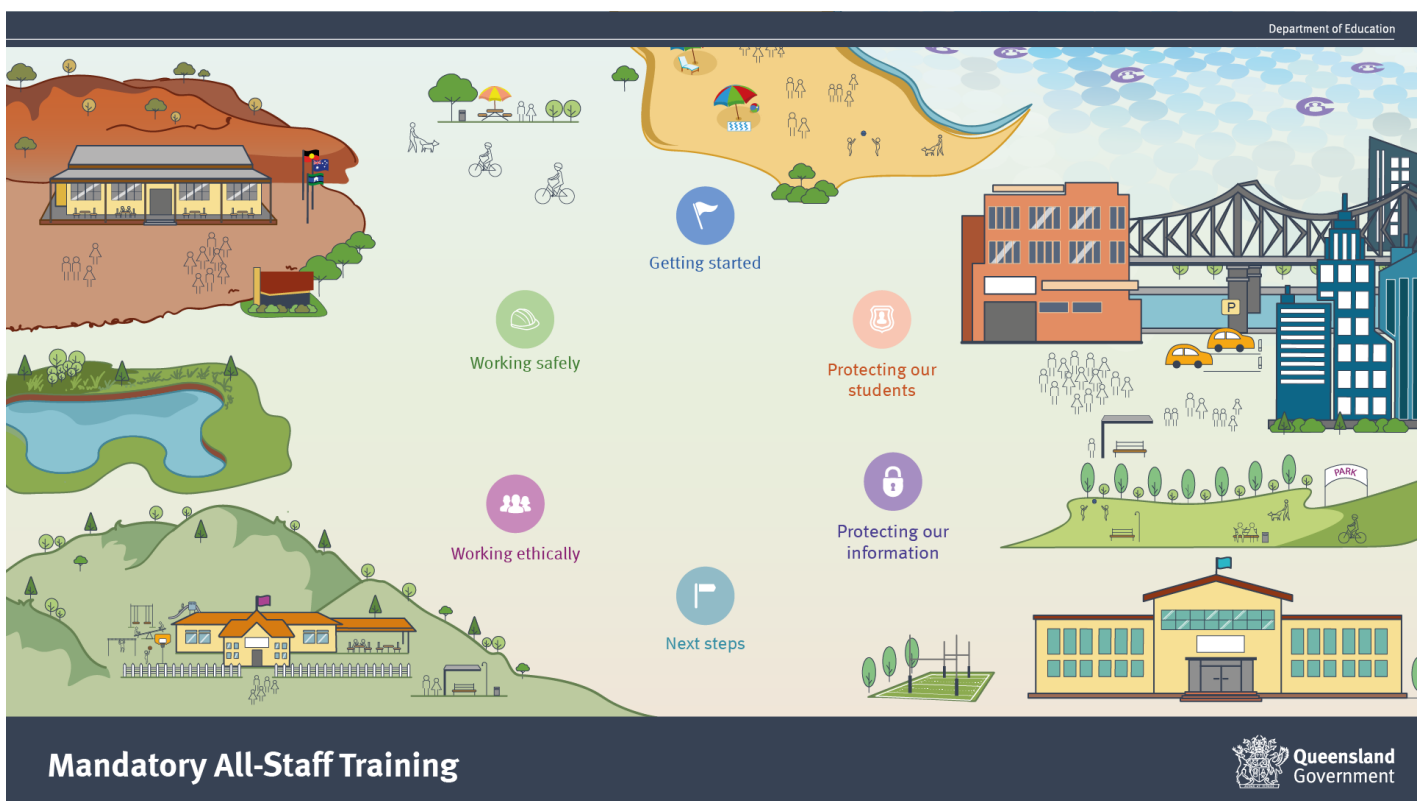 Department of Education
Getting started
Working safely
Protecting our
students
P
PARK
Working ethically
Protecting our
information
Next steps
Mandatory All-Staff Training
Queensland
Government